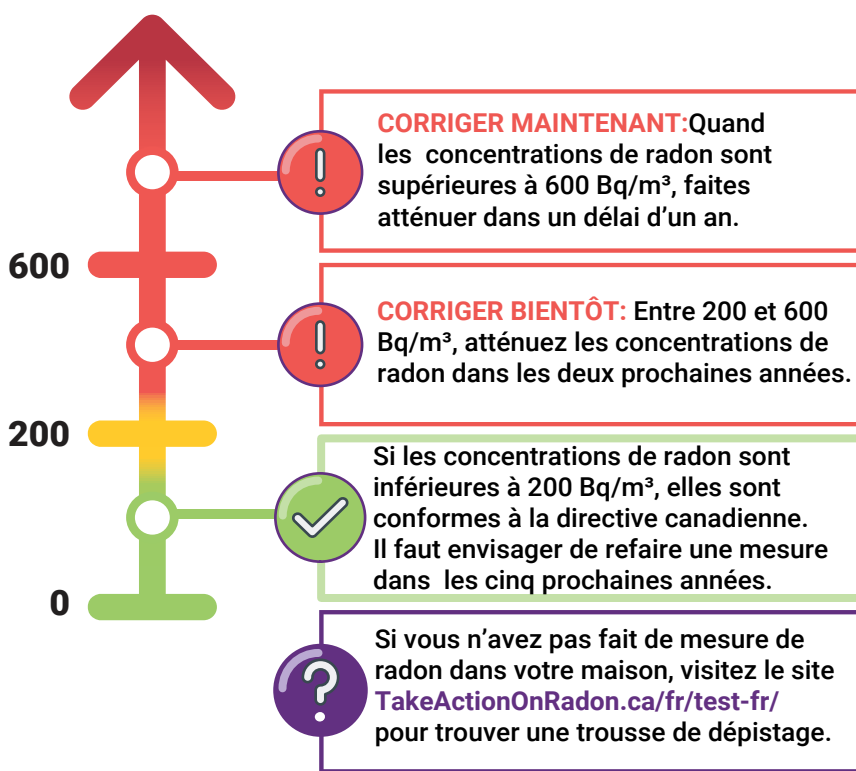 CORRIGER MAINTENANT:Quand
les concentrations de radon sont
supérieures à 600 Bq/m³, faites
atténuer dans un délai d'un an.
600
CORRIGER BIENTÔT: Entre 200 et 600
Bq/m³, atténuez les concentrations de
radon dans les deux prochaines années.
200
Si les concentrations de radon sont
inférieures à 200 Bq/m³, elles sont
conformes à la directive canadienne.
Il faut envisager de refaire une mesure
dans les cinq prochaines années.
0
Si vous n'avez pas fait de mesure de
radon dans votre maison, visitez le site
TakeActionOnRadon.ca/fr/test-fr/
pour trouver une trousse de dépistage.